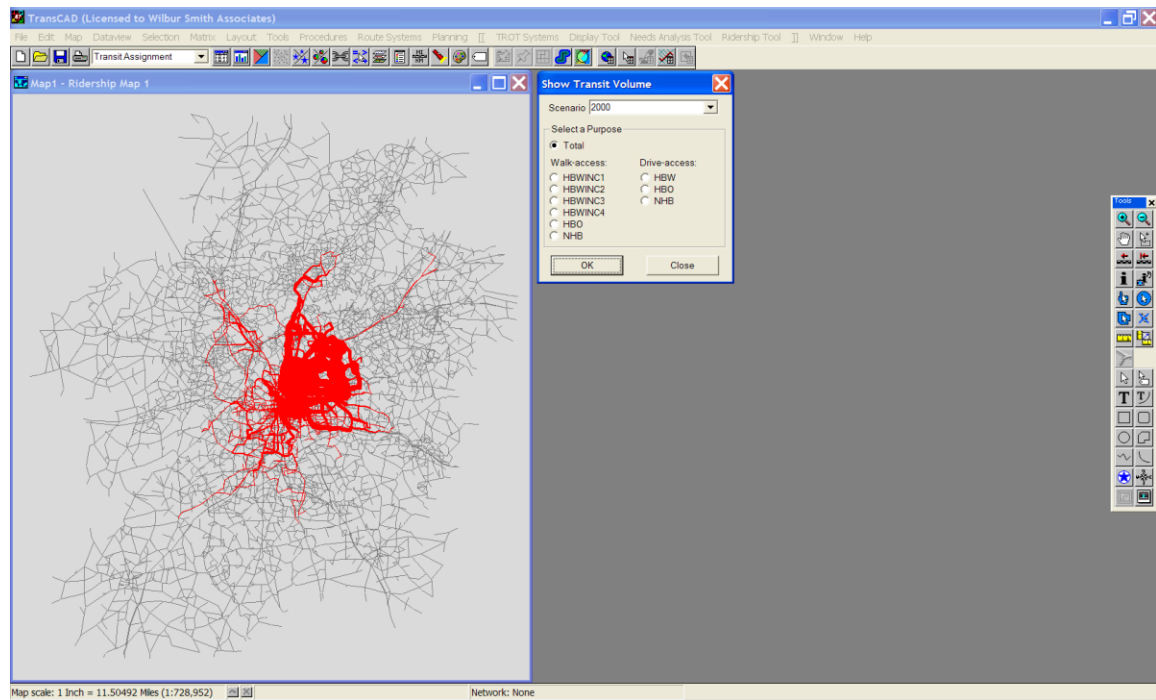 TransCAD (Licensed to Wilbur Smith Associates)
File Edit Map Dataview Selection Matrix Layout Tools Procedures Route Systems Planning [[ TROT Systems Display Tool Needs Analysis Tool Ridership Tool ]] Window Help
Transit Assignment
Map1 - Ridership Map 1
Show Transit Volume
Scenario 2000
Select a Purpose
Total
Walk-access: Drive-access:
HBWINC1 HBW
HBWINC2 HBO
HBWINC3 NHB
HBWINC4
HBO
NHB
OK Close
Tools
Map scale: 1 Inch = 11.50492 Miles (1:728,952) Network: None